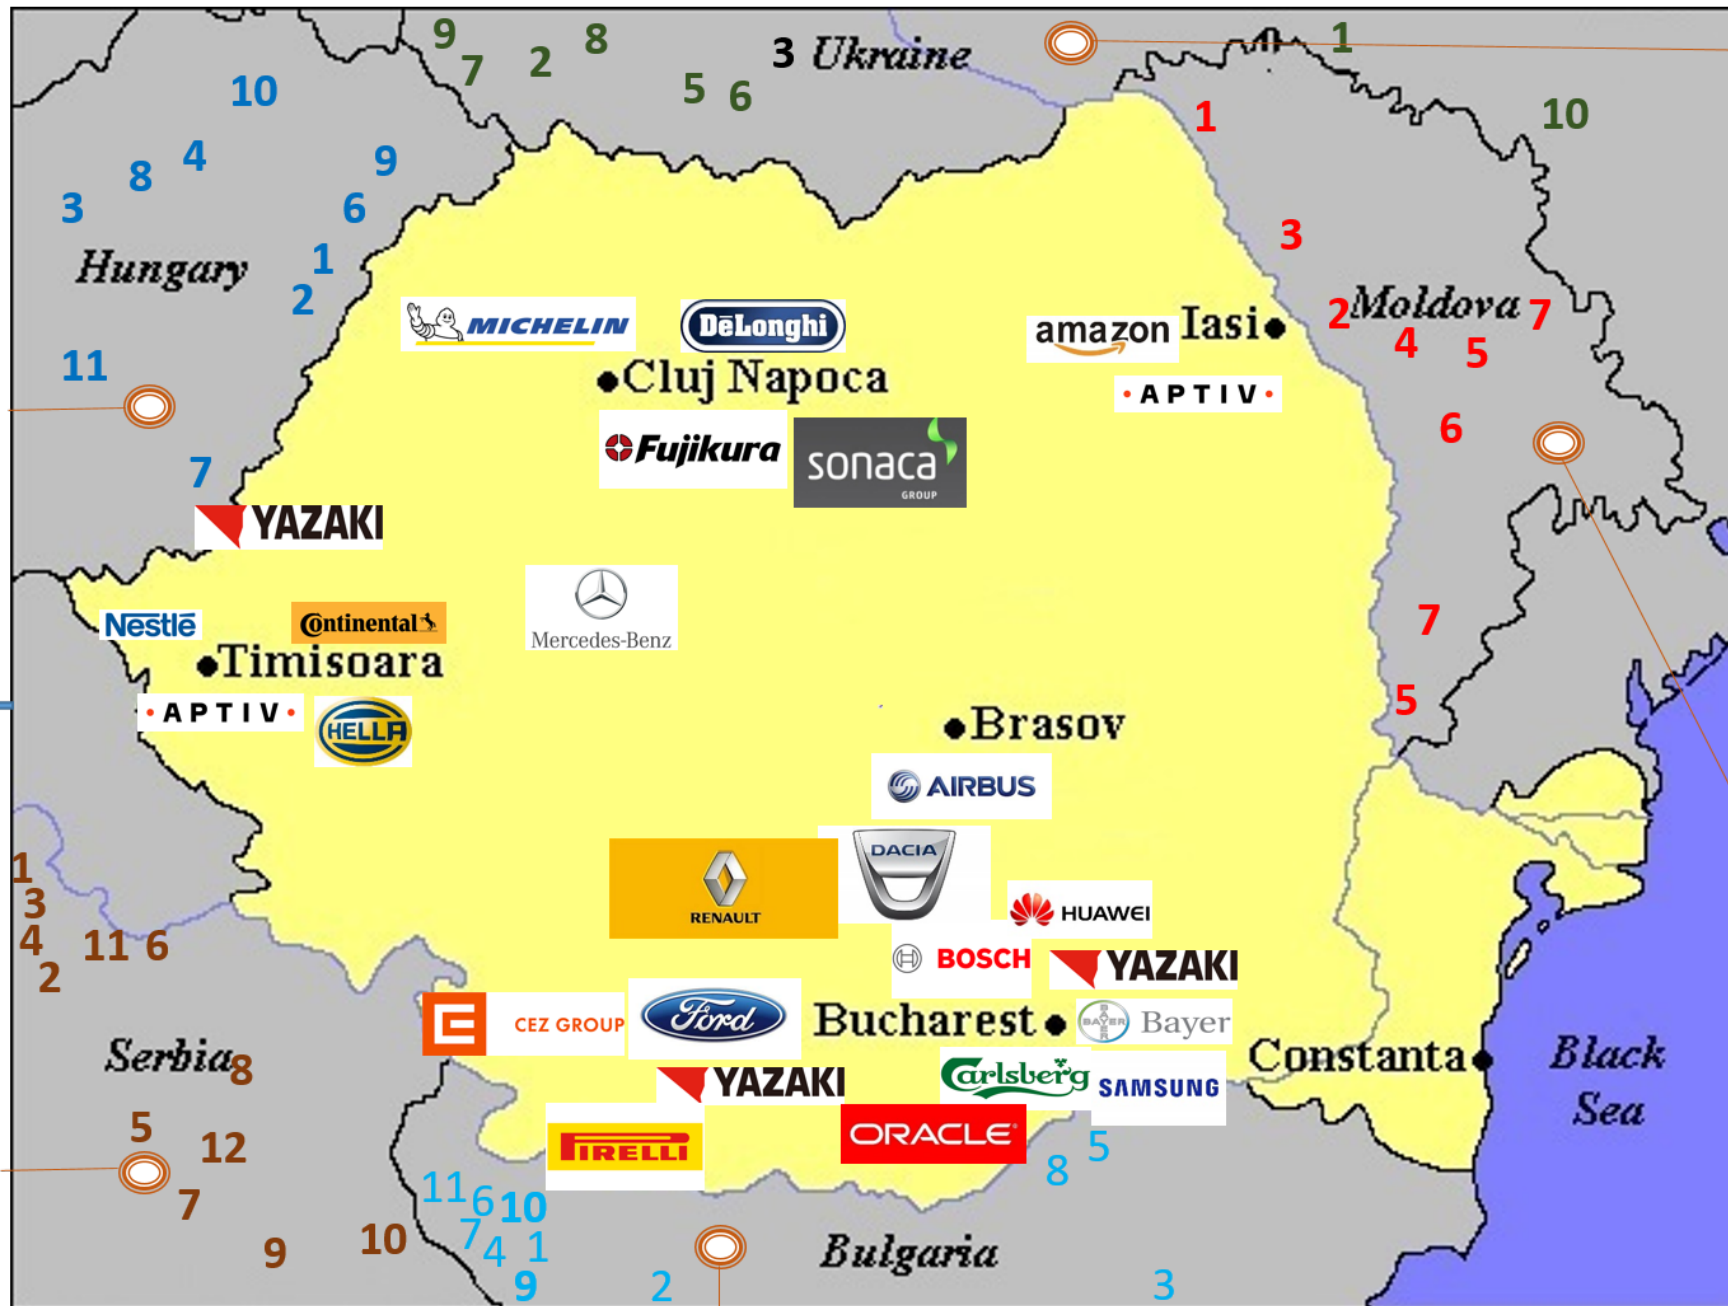 9
7
2
8
5
6
3
Ukraine
1
10
10
4
8
9
3
6
Hungary
1
2
11
7
1
3
2
Moldova
7
4
5
6
7
5
MICHELIN
DeLonghi
amazon
Iasi
Cluj Napoca
• APTIV •
Fujikura
sonaca
GROUP
YAZAKI
Nestlé
Continental
Mercedes-Benz
Timisoara
• APTIV •
HELLA
Brasov
AIRBUS
RENAULT
DACIA
HUAWEI
BOSCH
YAZAKI
CEZ GROUP
Ford
Bucharest
BAYER
BAYER
Bayer
Constanta
Black
Sea
YAZAKI
Carlsberg
SAMSUNG
PIRELLI
ORACLE
1
3
4
11
6
2
Serbia
8
5
12
7
9
10
5
8
11
6
10
7
4
1
9
2
Bulgaria
3